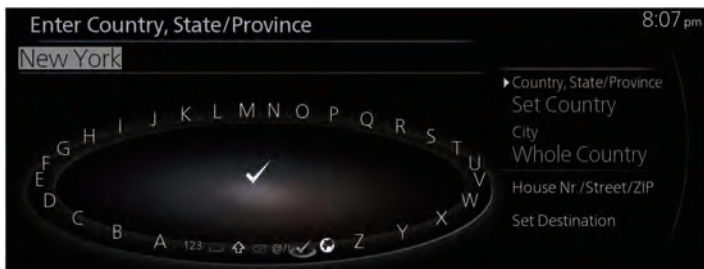 Enter Country, State/Province
8:07 pm
New York
Country, State/Province
Set Country
City
Whole Country
House Nr./Street/ZIP
Set Destination
A B C D E F G H I J K L M N O P Q R S T U V W X Y Z
123